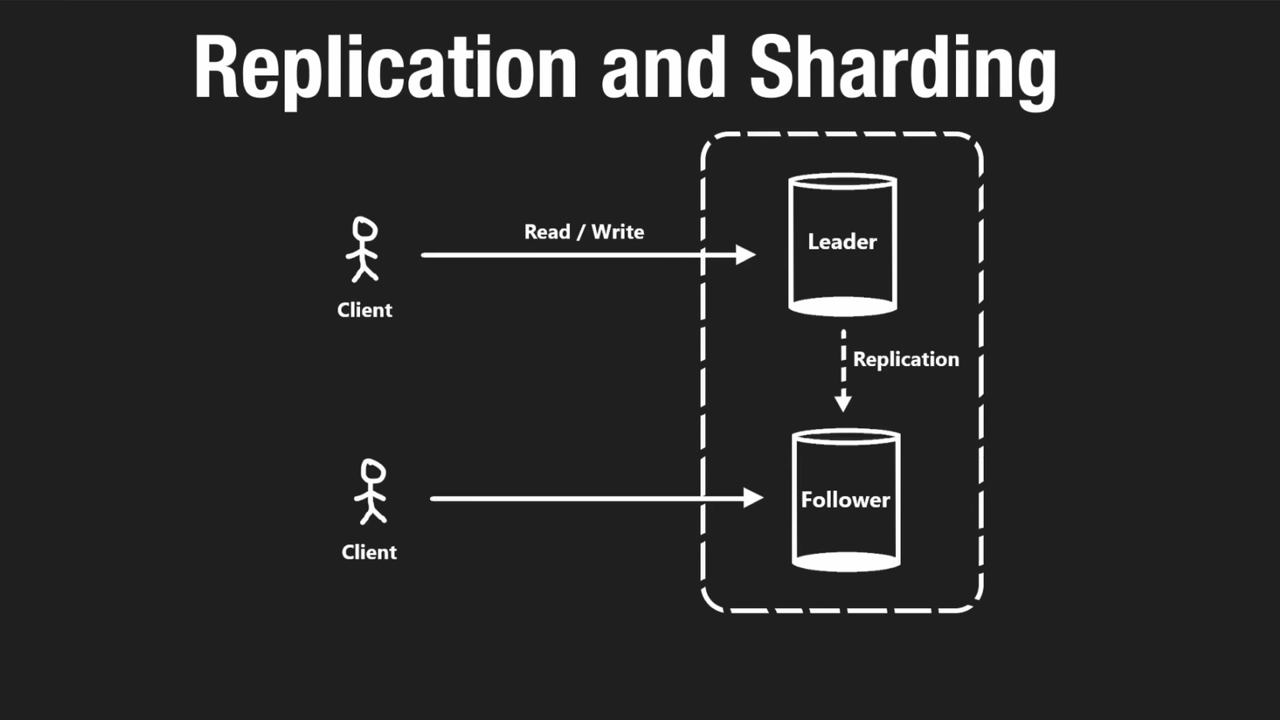 Replication and Sharding
Read / Write
Leader
Client
Replication
Follower
Client